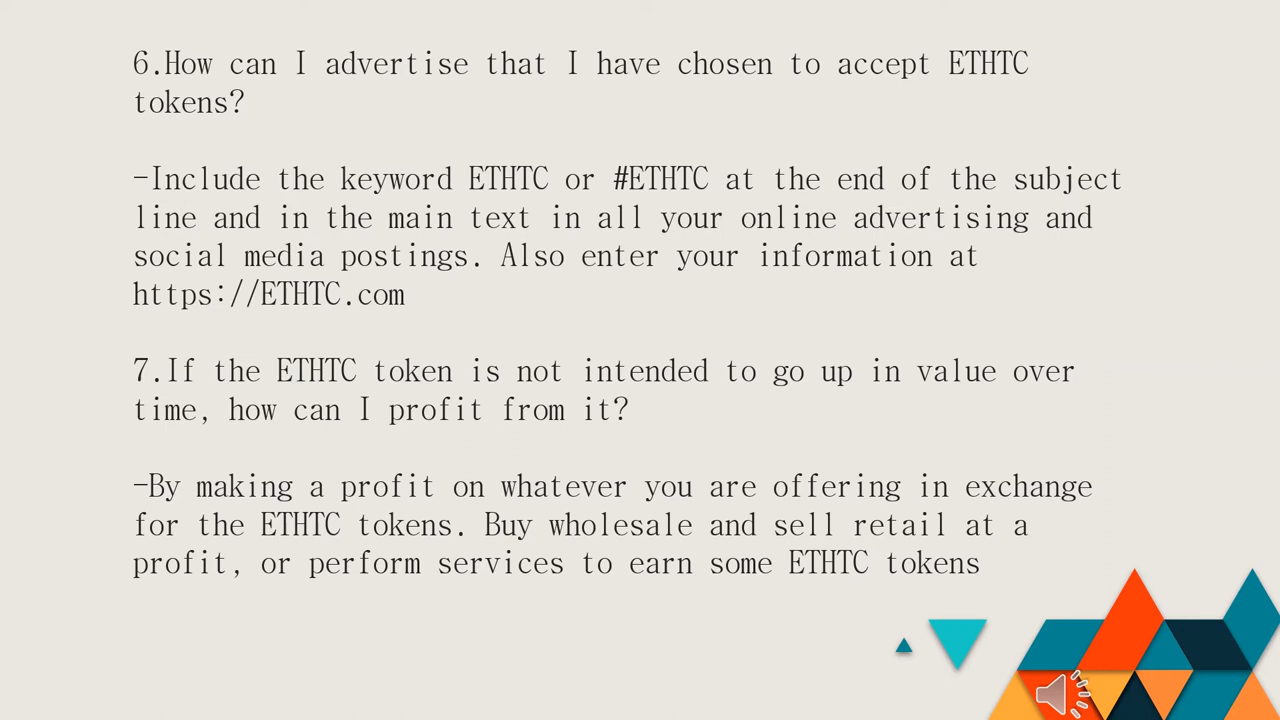 6.How can I advertise that I have chosen to accept ETHTC
tokens?
-Include the keyword ETHTC or #ETHTC at the end of the subject
line and in the main text in all your online advertising and
social media postings. Also enter your information at
https://ETHTC.com
7.If the ETHTC token is not intended to go up in value over
time, how can I profit from it?
-By making a profit on whatever you are offering in exchange
for the ETHTC tokens. Buy wholesale and sell retail at a
profit, or perform services to earn some ETHTC tokens